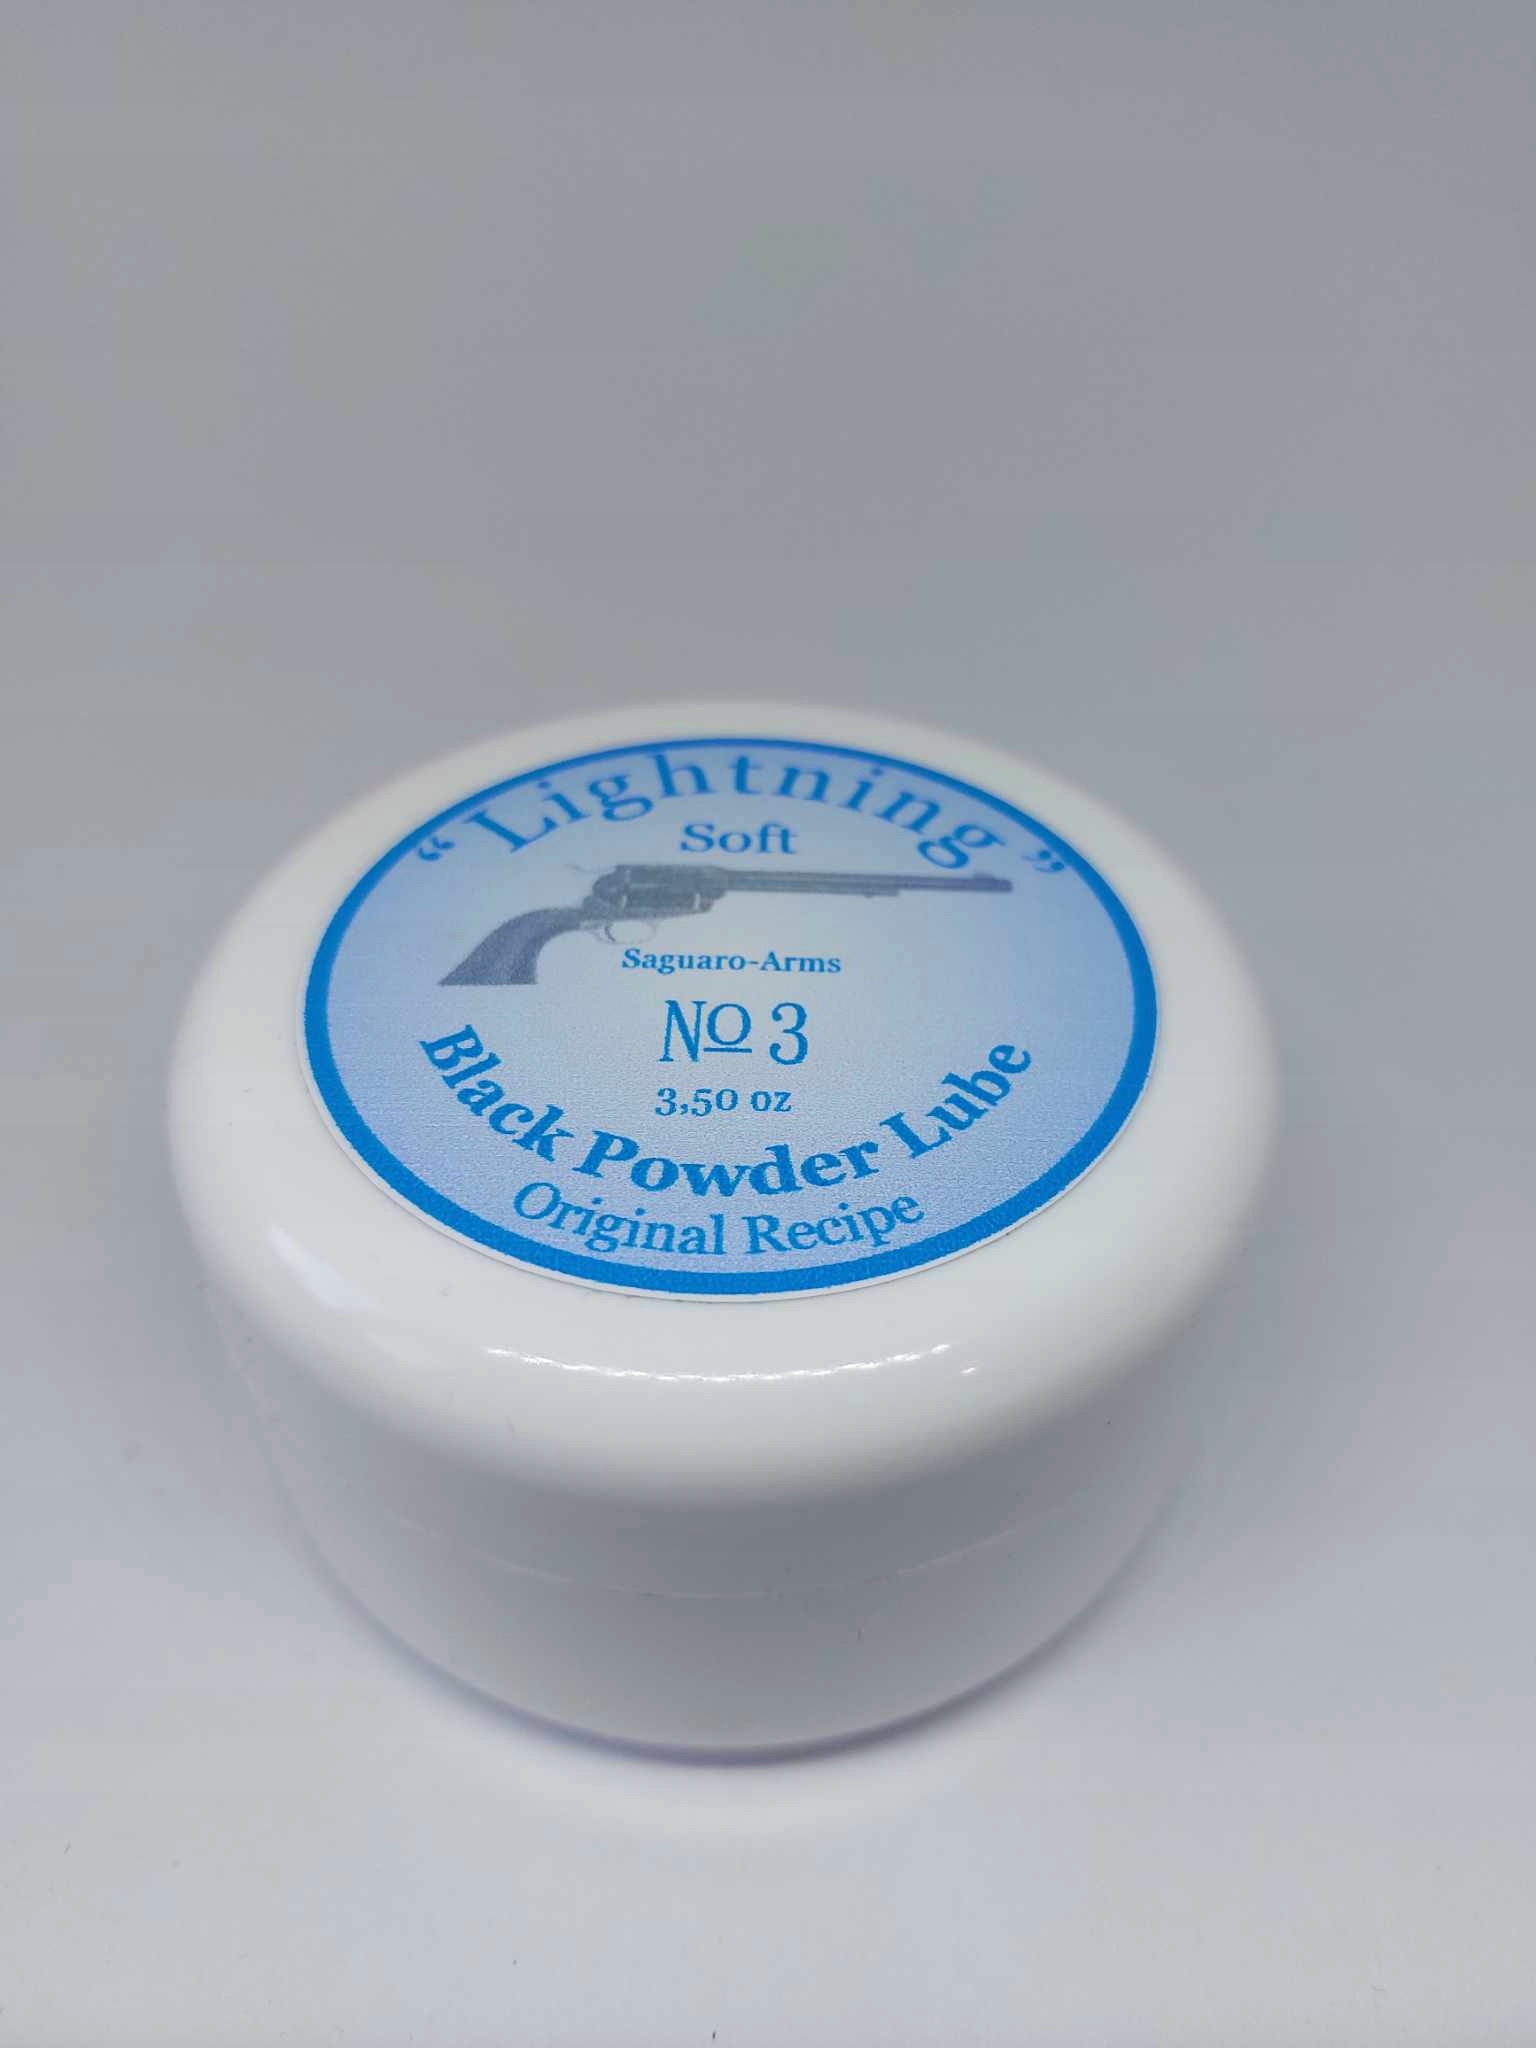 “Lightning”
Soft
Saguaro-Arms
No 3
3,50 oz
Black Powder Lube
Original Recipe